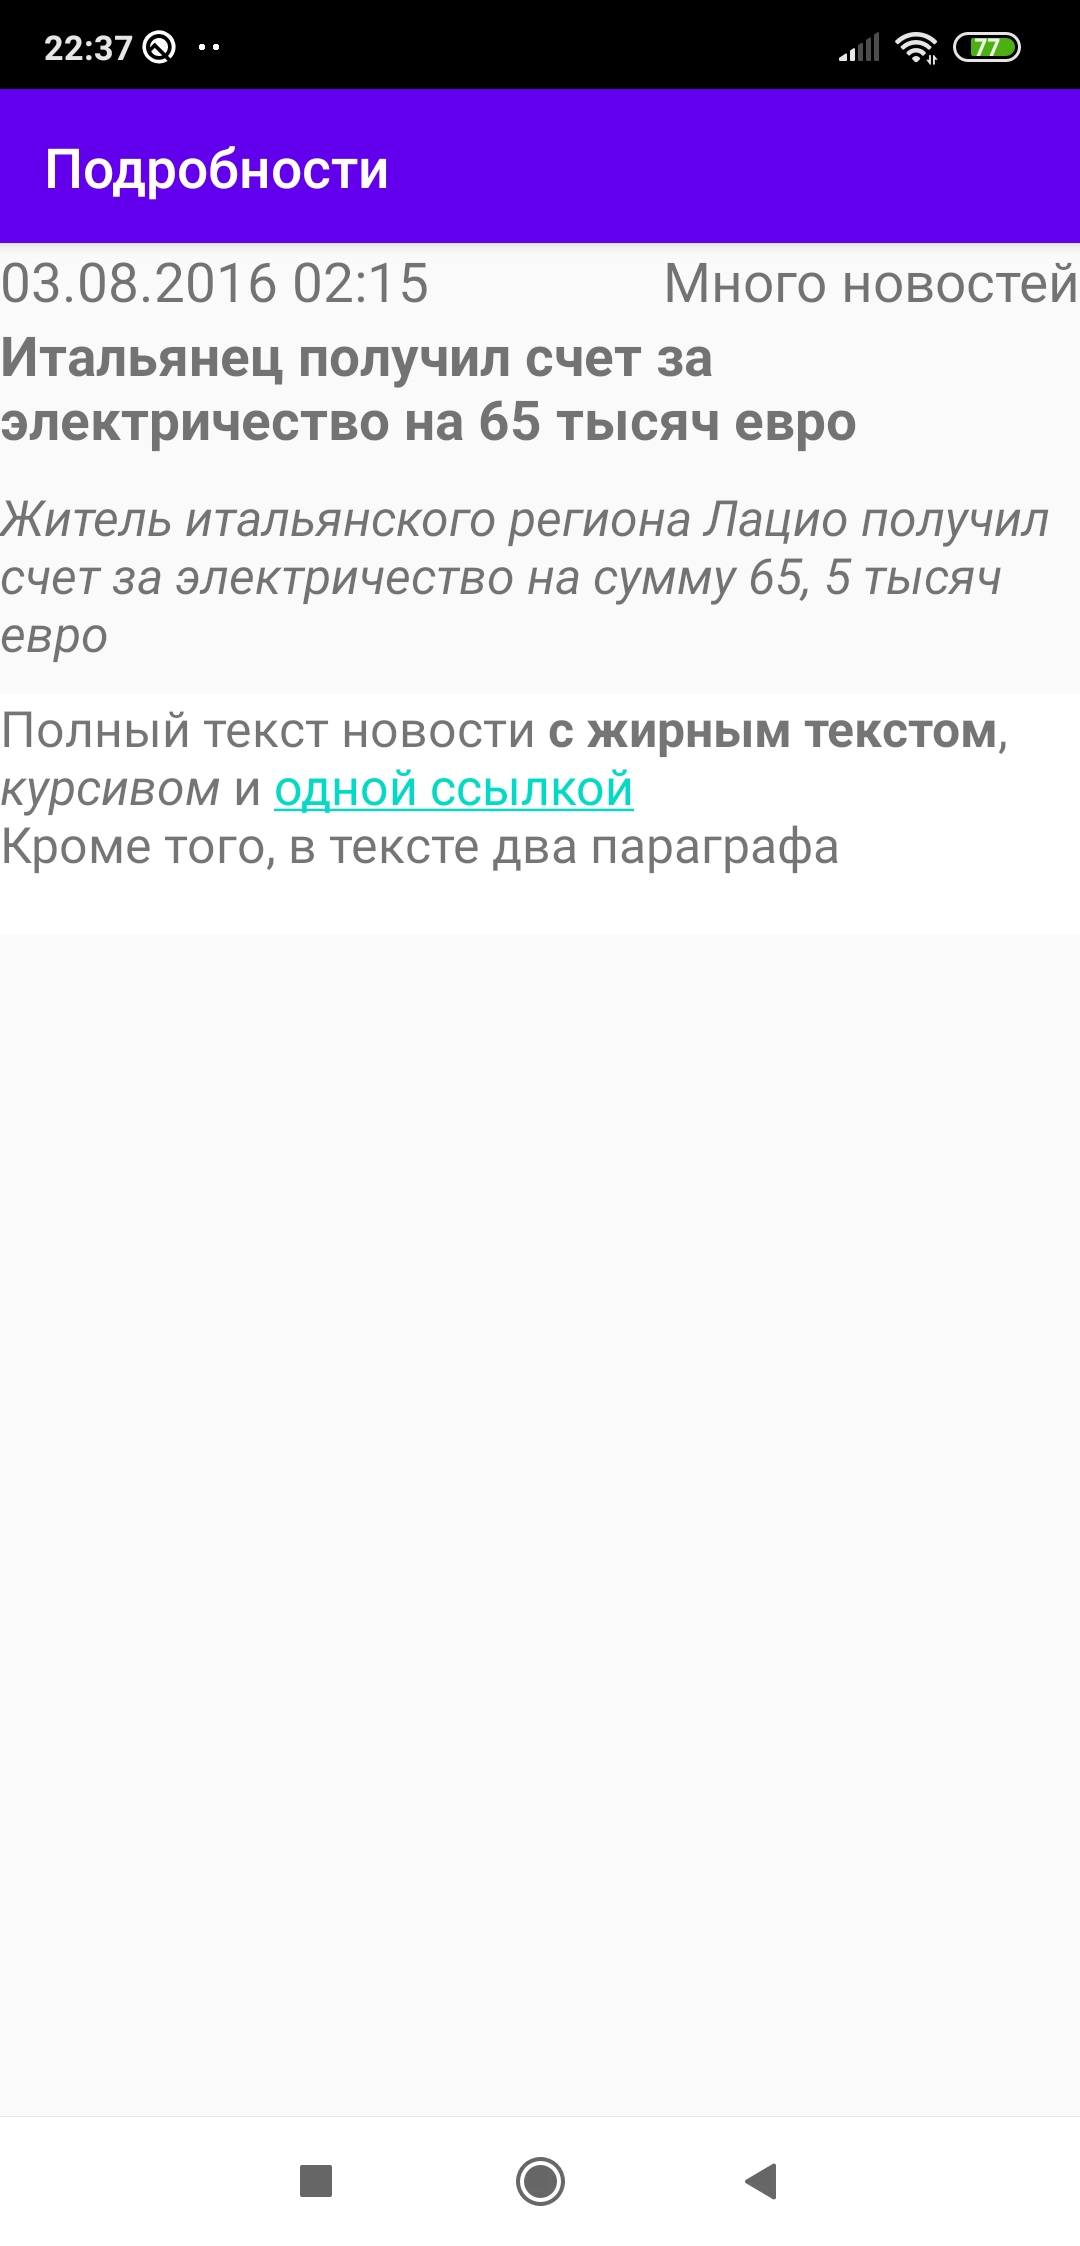 22:37
77
Подробности
03.08.2016 02:15 Много новостей
Итальянец получил счет за
электричество на 65 тысяч евро
Житель итальянского региона Лацио получил
счет за электричество на сумму 65, 5 тысяч
евро
Полный текст новости с жирным текстом,
курсивом и одной ссылкой
Кроме того, в тексте два параграфа